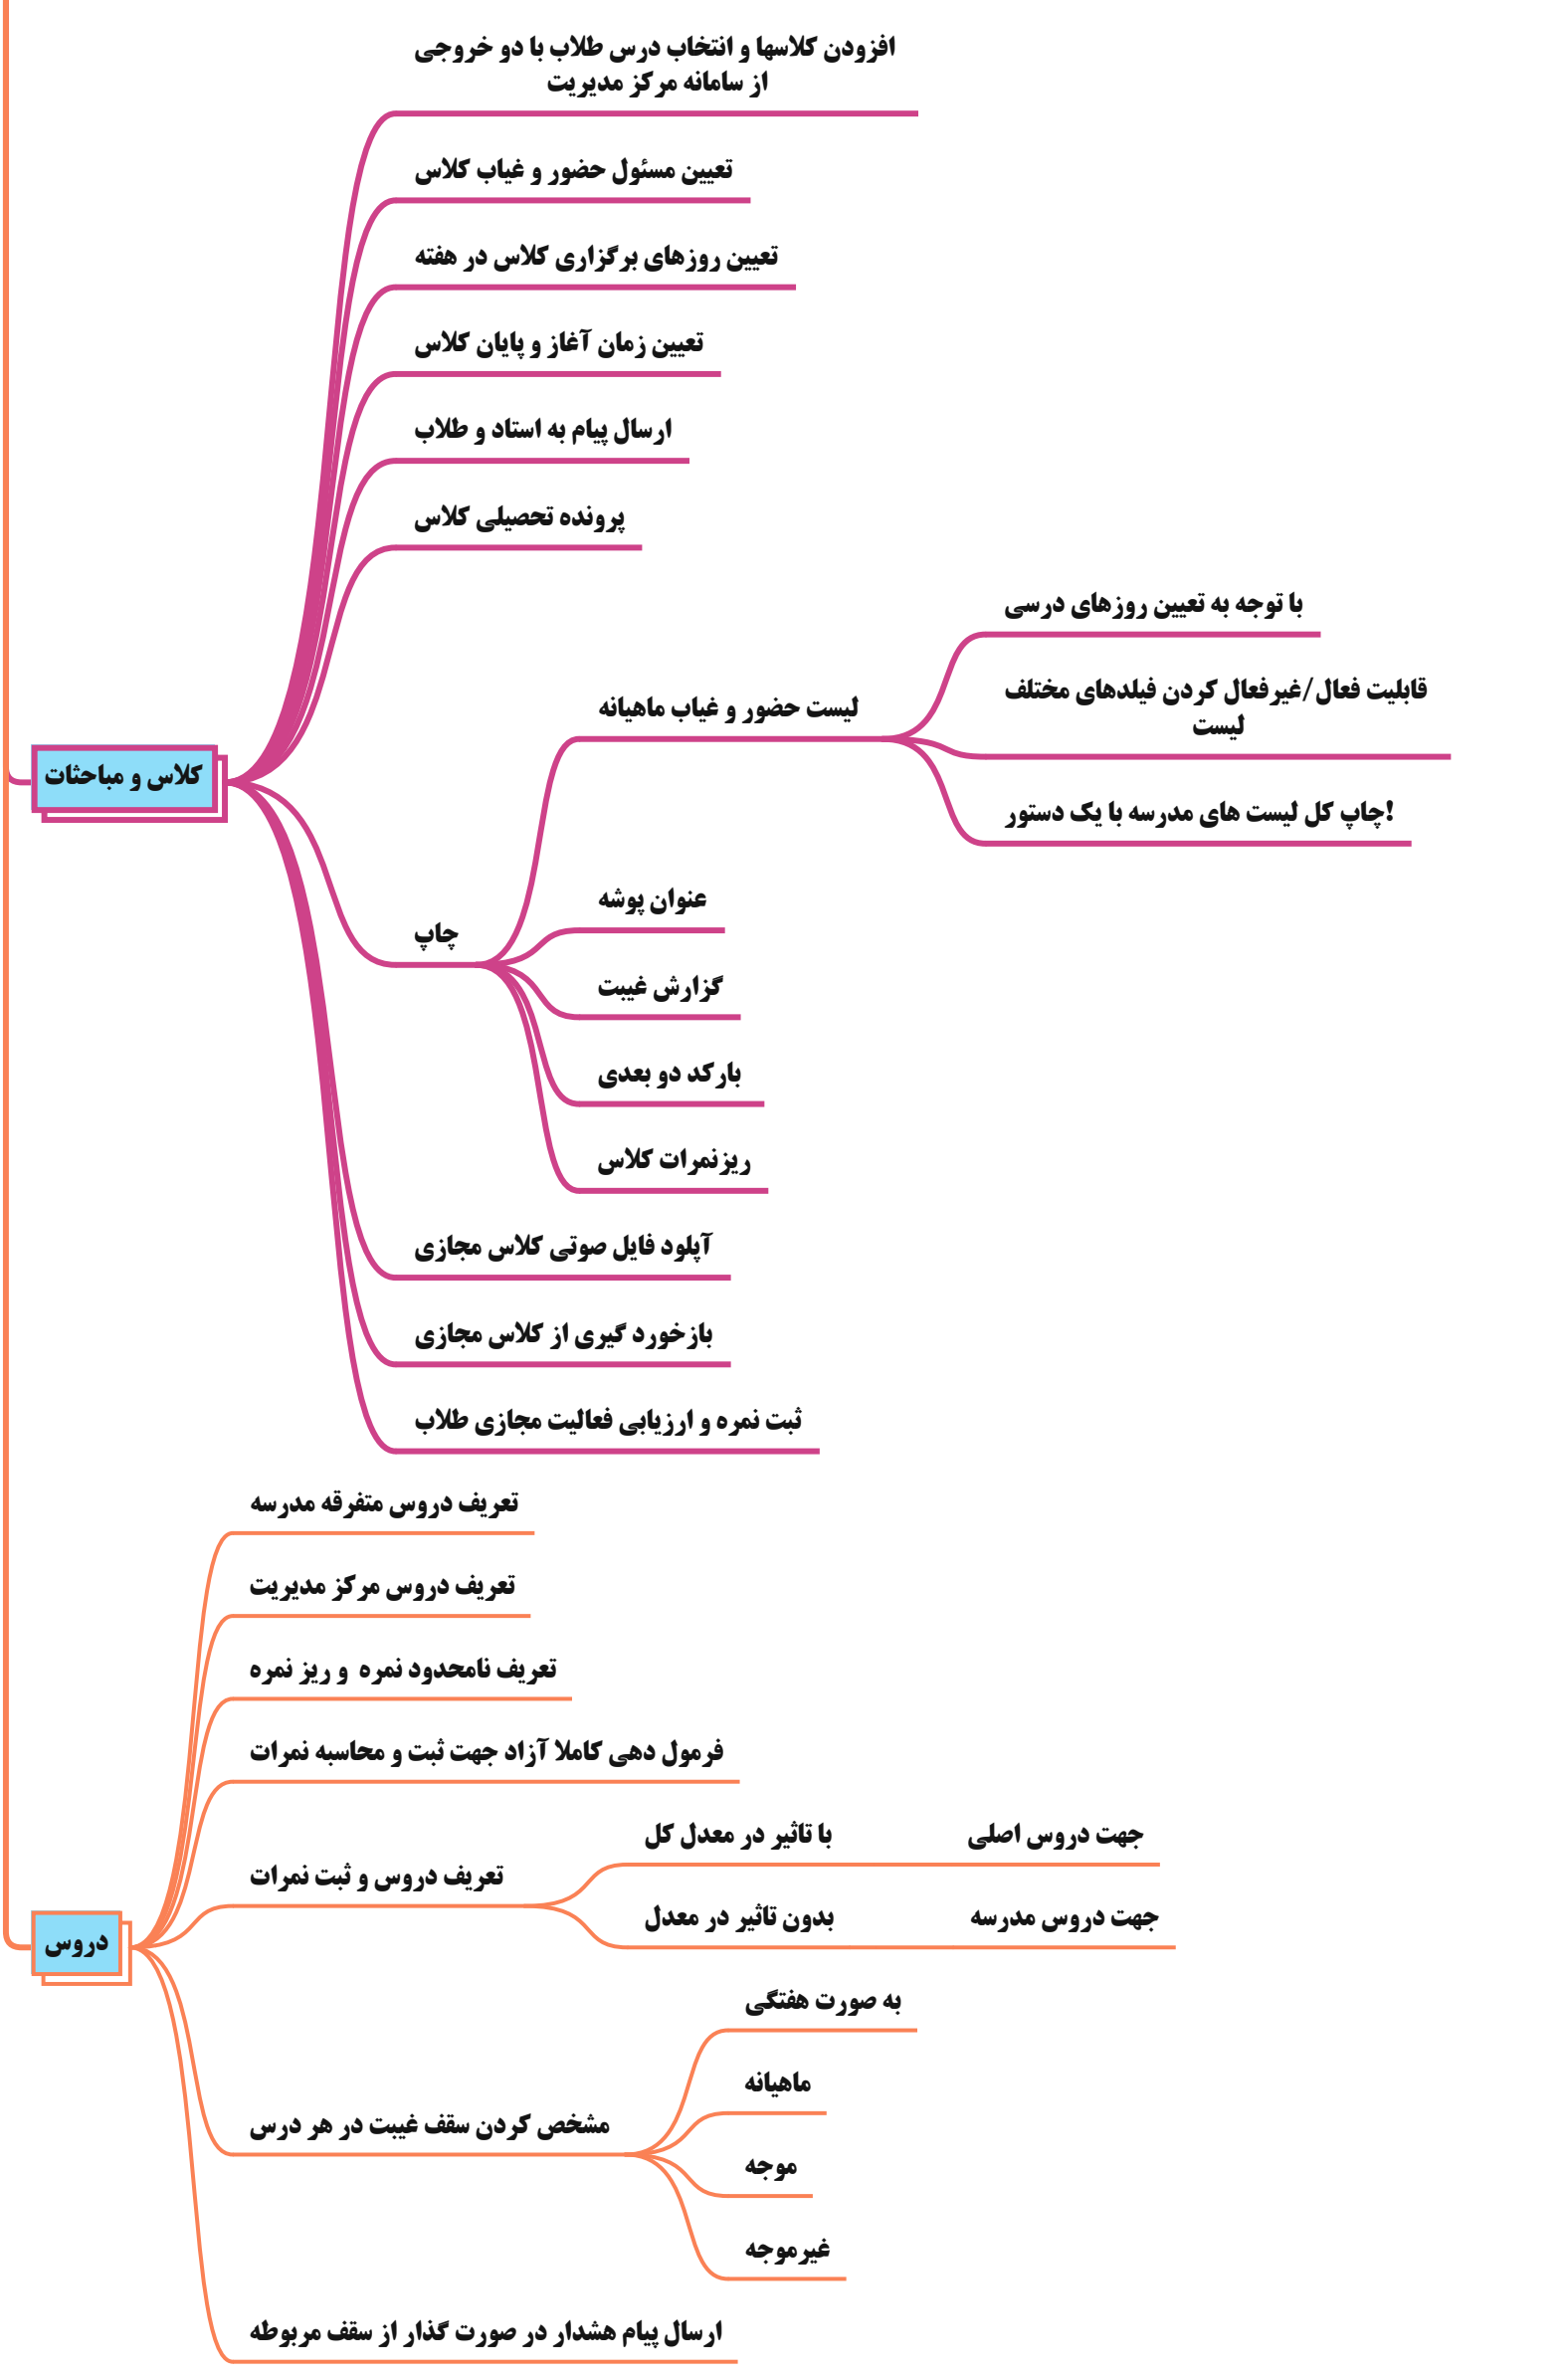 افزودن کلاسها و انتخاب درس طلاب با دو خروجی
از سامانه مرکز مدیریت
تعیین مسئول حضور و غیاب کلاس
تعیین روزهای برگزاری کلاس در هفته
تعیین زمان آغاز و پایان کلاس
ارسال پیام به استاد و طلاب
پرونده تحصیلی کلاس
با توجه به تعیین روزهای درسی
قابلیت فعال/غیرفعال کردن فیلدهای مختلف
لیست
لیست حضور و غیاب ماهیانه
کلاس و مباحثات
!چاپ کل لیست های مدرسه با یک دستور
عنوان پوشه
چاپ
گزارش غیبت
بارکد دو بعدی
ریزنمرات کلاس
آپلود فایل صوتی کلاس مجازی
بازخورد گیری از کلاس مجازی
ثبت نمره و ارزیابی فعالیت مجازی طلاب
تعریف دروس متفرقه مدرسه
تعریف دروس مرکز مدیریت
تعریف نامحدود نمره و ریز نمره
فرمول دهی کاملا آزاد جهت ثبت و محاسبه نمرات
با تاثیر در معدل کل
جهت دروس اصلی
تعریف دروس و ثبت نمرات
بدون تاثیر در معدل
جهت دروس مدرسه
دروس
به صورت هفتگی
ماهیانه
مشخص کردن سقف غیبت در هر درس
موجه
غیرموجه
ارسال پیام هشدار در صورت گذار از سقف مربوطه